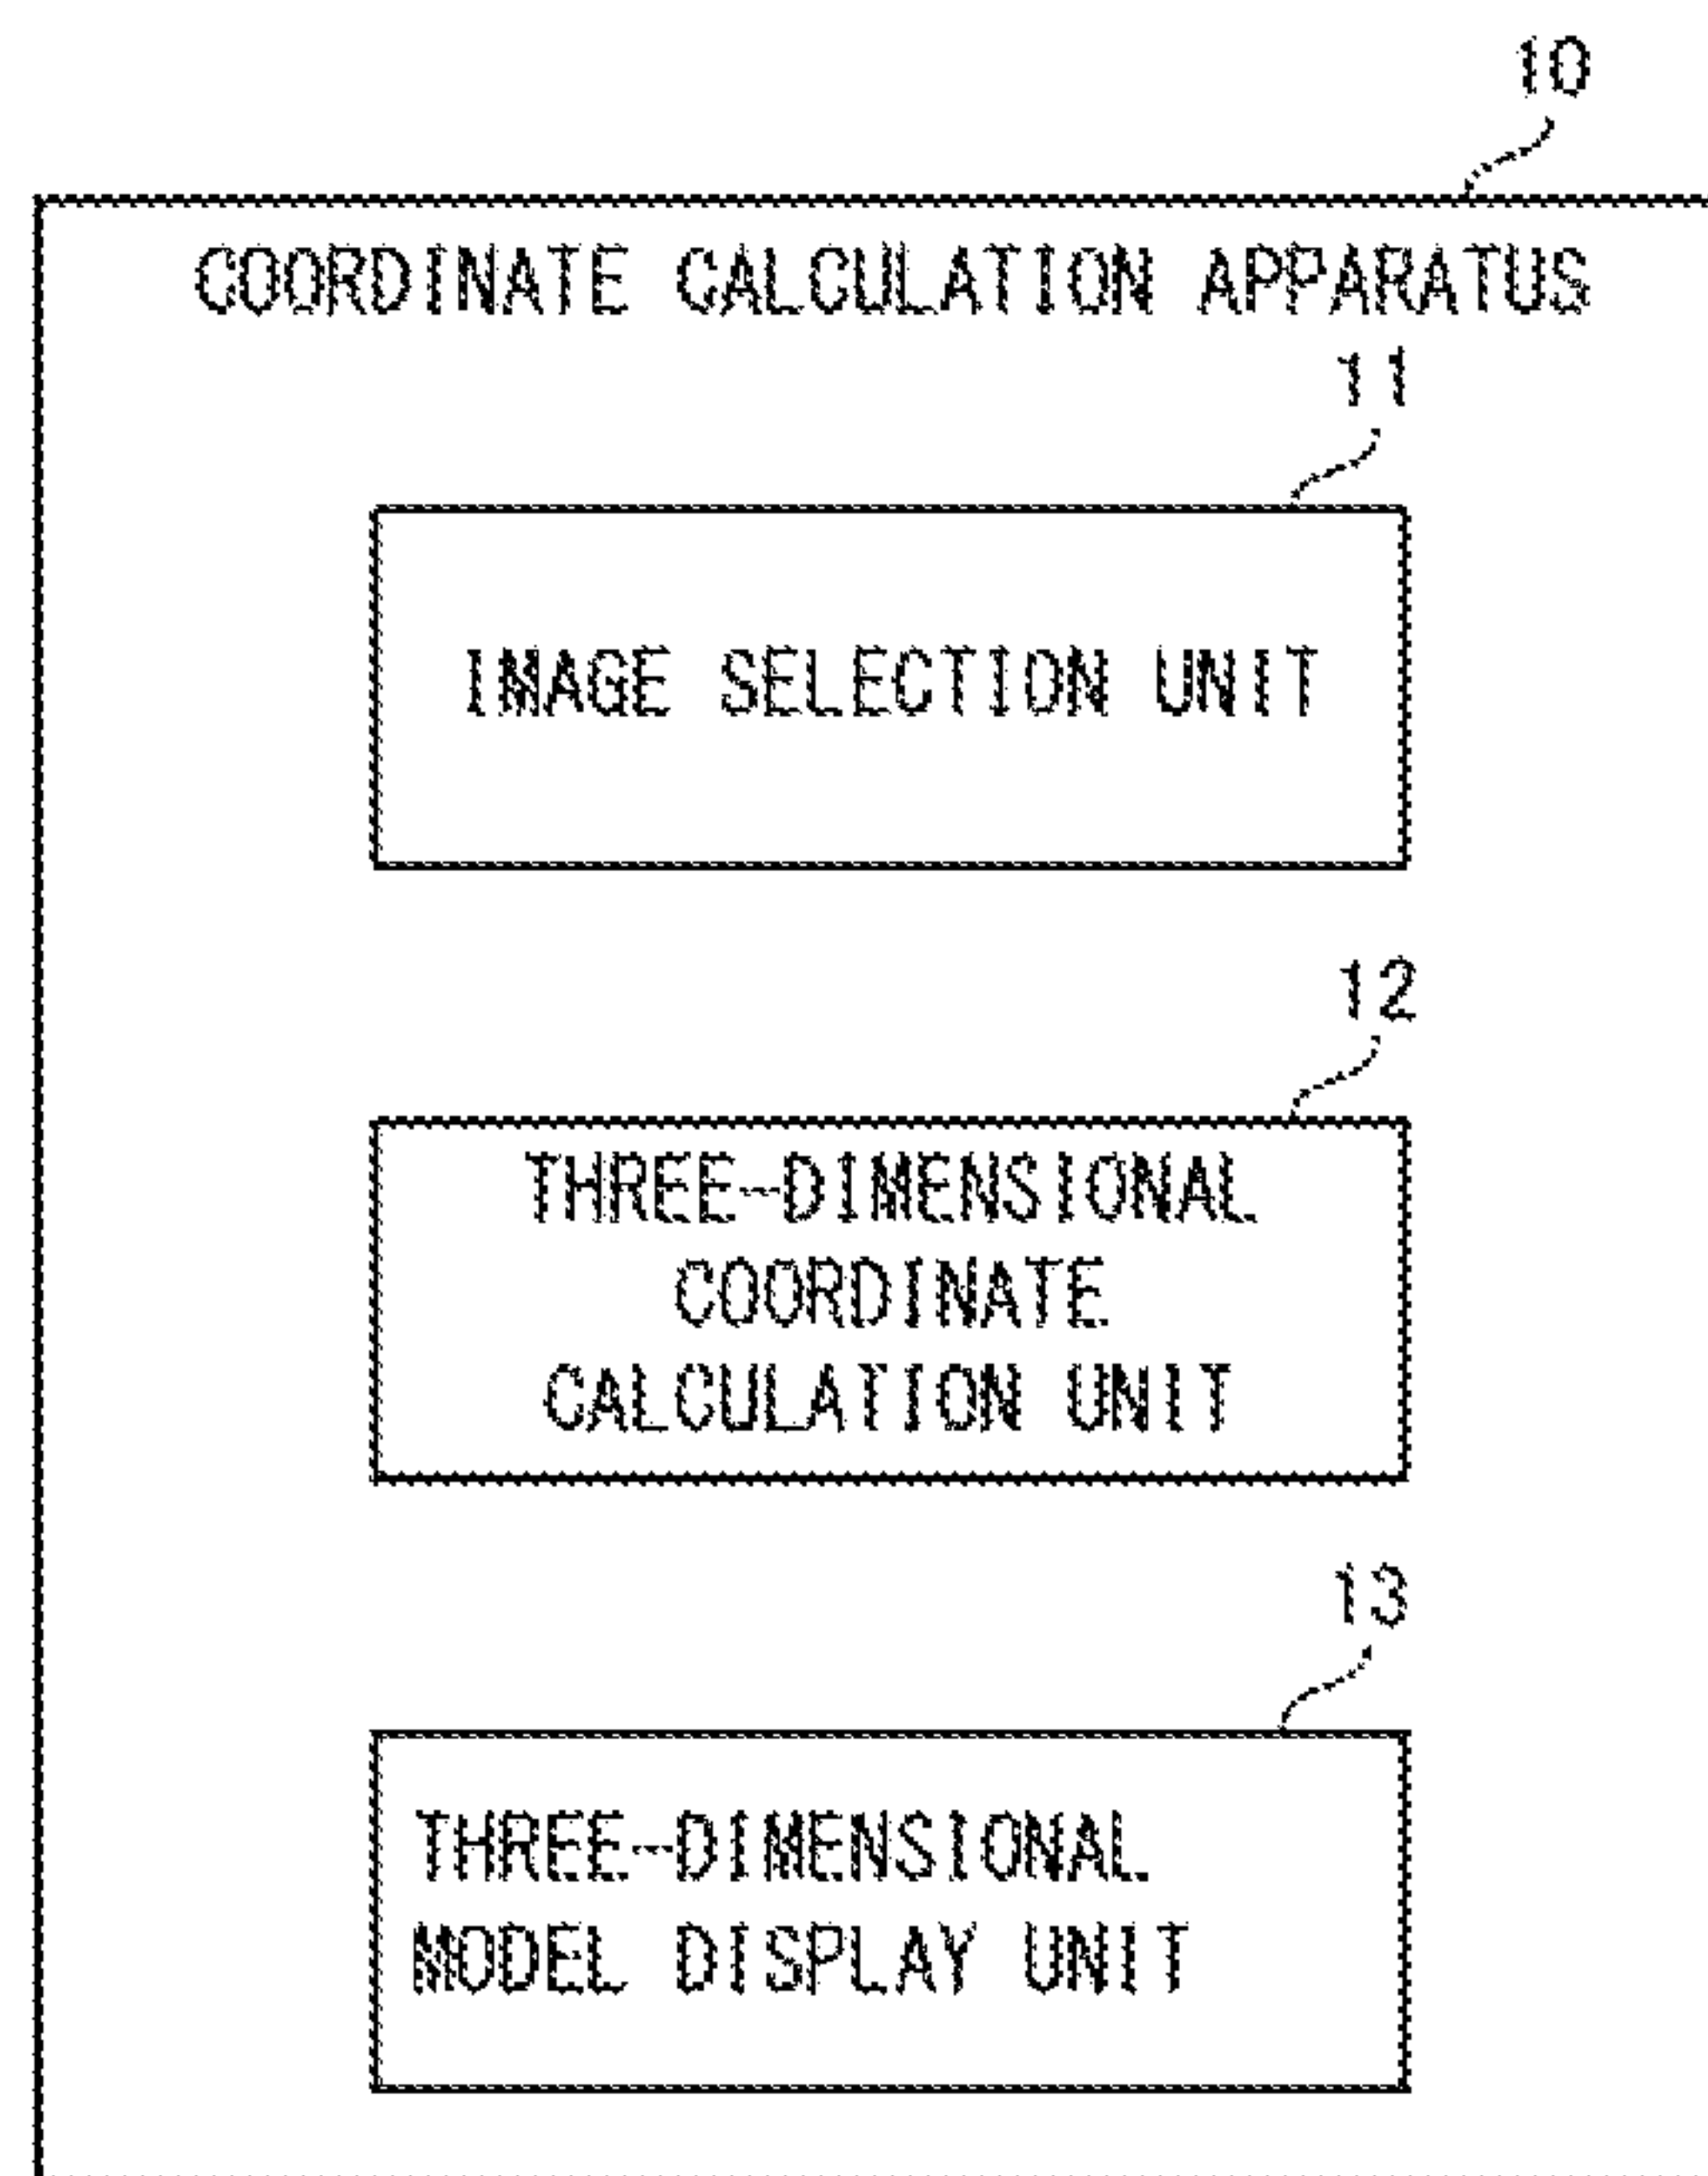 10
COORDINATE CALCULATION APPARATUS
11
IMAGE SELECTION UNIT
12
THREE-DIMENSIONAL
COORDINATE
CALCULATION UNIT
13
THREE-DIMENSIONAL
MODEL DISPLAY UNIT